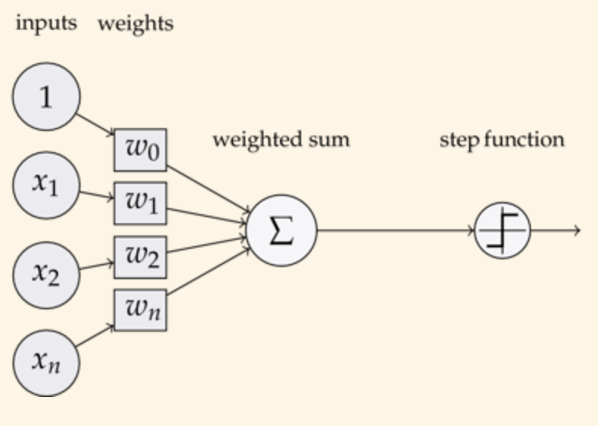 inputs weights
1
w0
weighted sum
step function
x1
w1
Σ
x2
w2
wn
xn